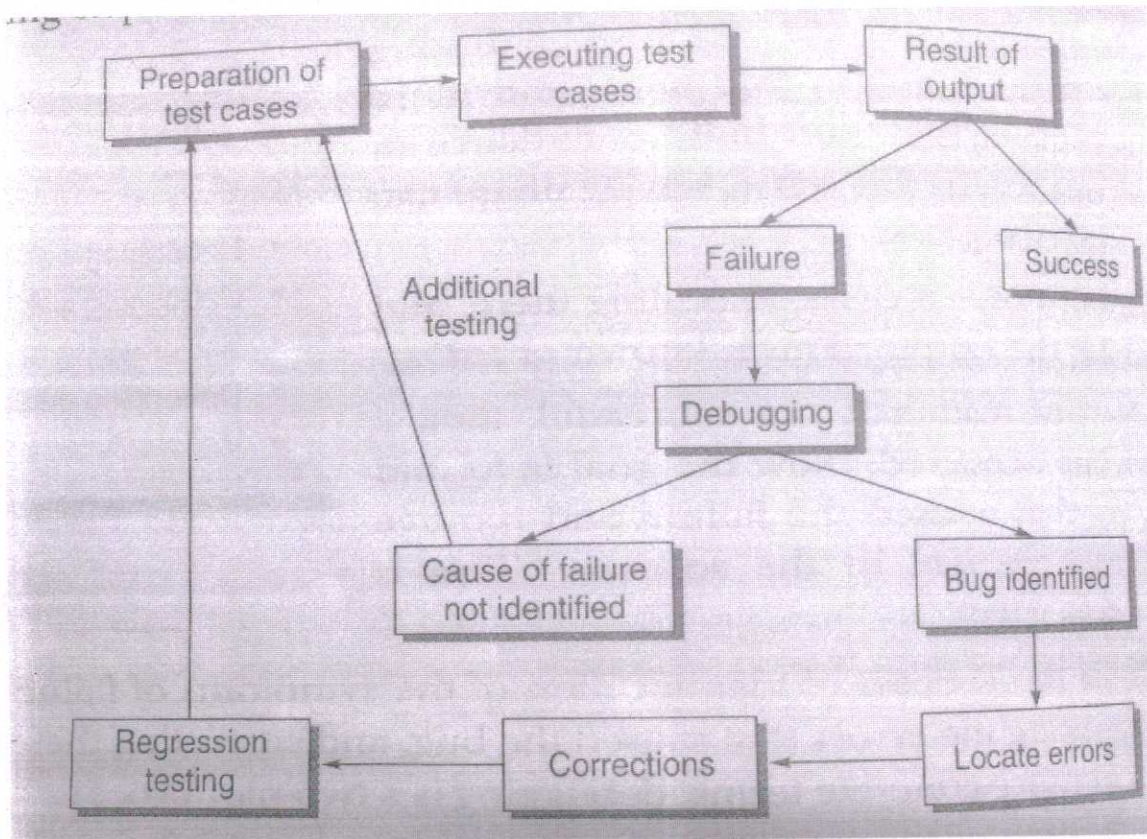 Preparation of
test cases
Executing test
cases
Result of
output
Failure
Success
Additional
testing
Debugging
Cause of failure
not identified
Bug identified
Regression
testing
Corrections
Locate errors